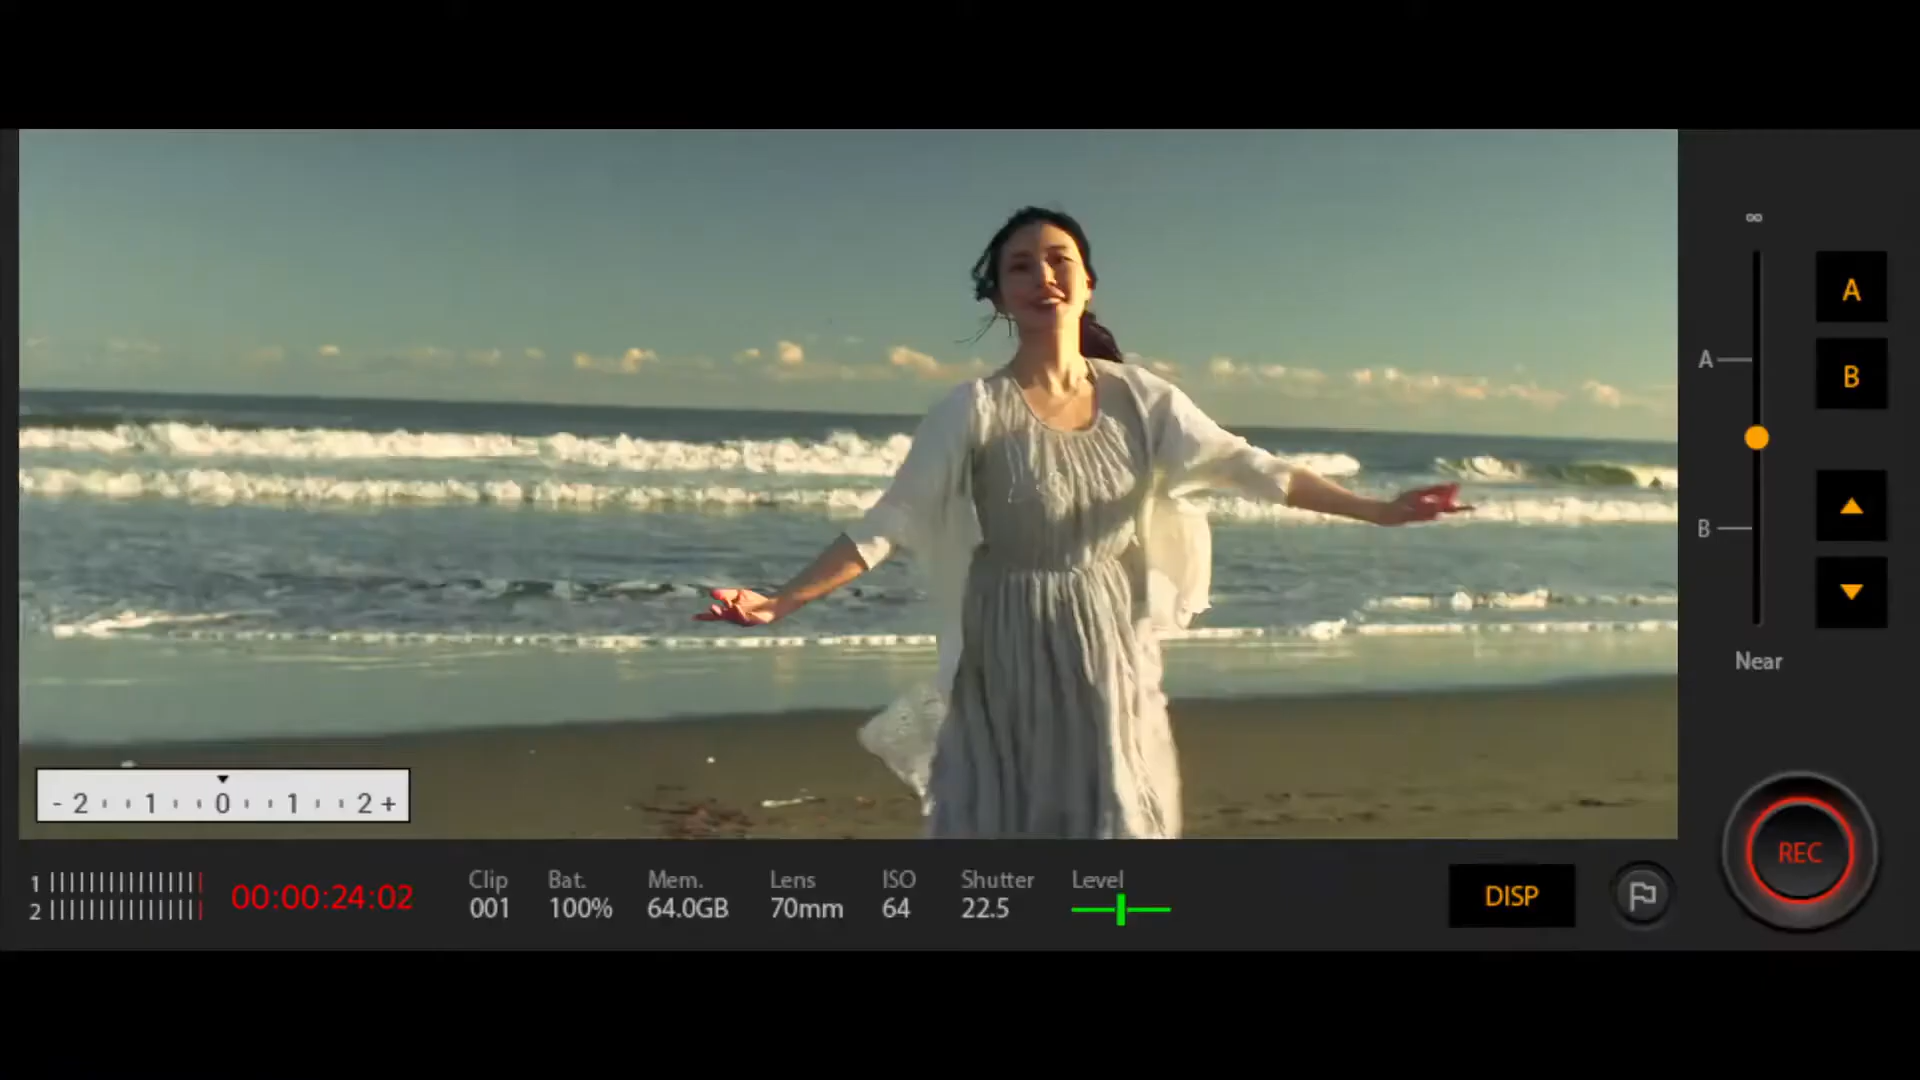 ∞
A
A
B
B
Near
- 2 1 0 1 2 +
REC
1
2
00:00:24:02
Clip Bat. Mem. Lens ISO Shutter Level
001 100% 64.0GB 70mm 64 22.5
DISP